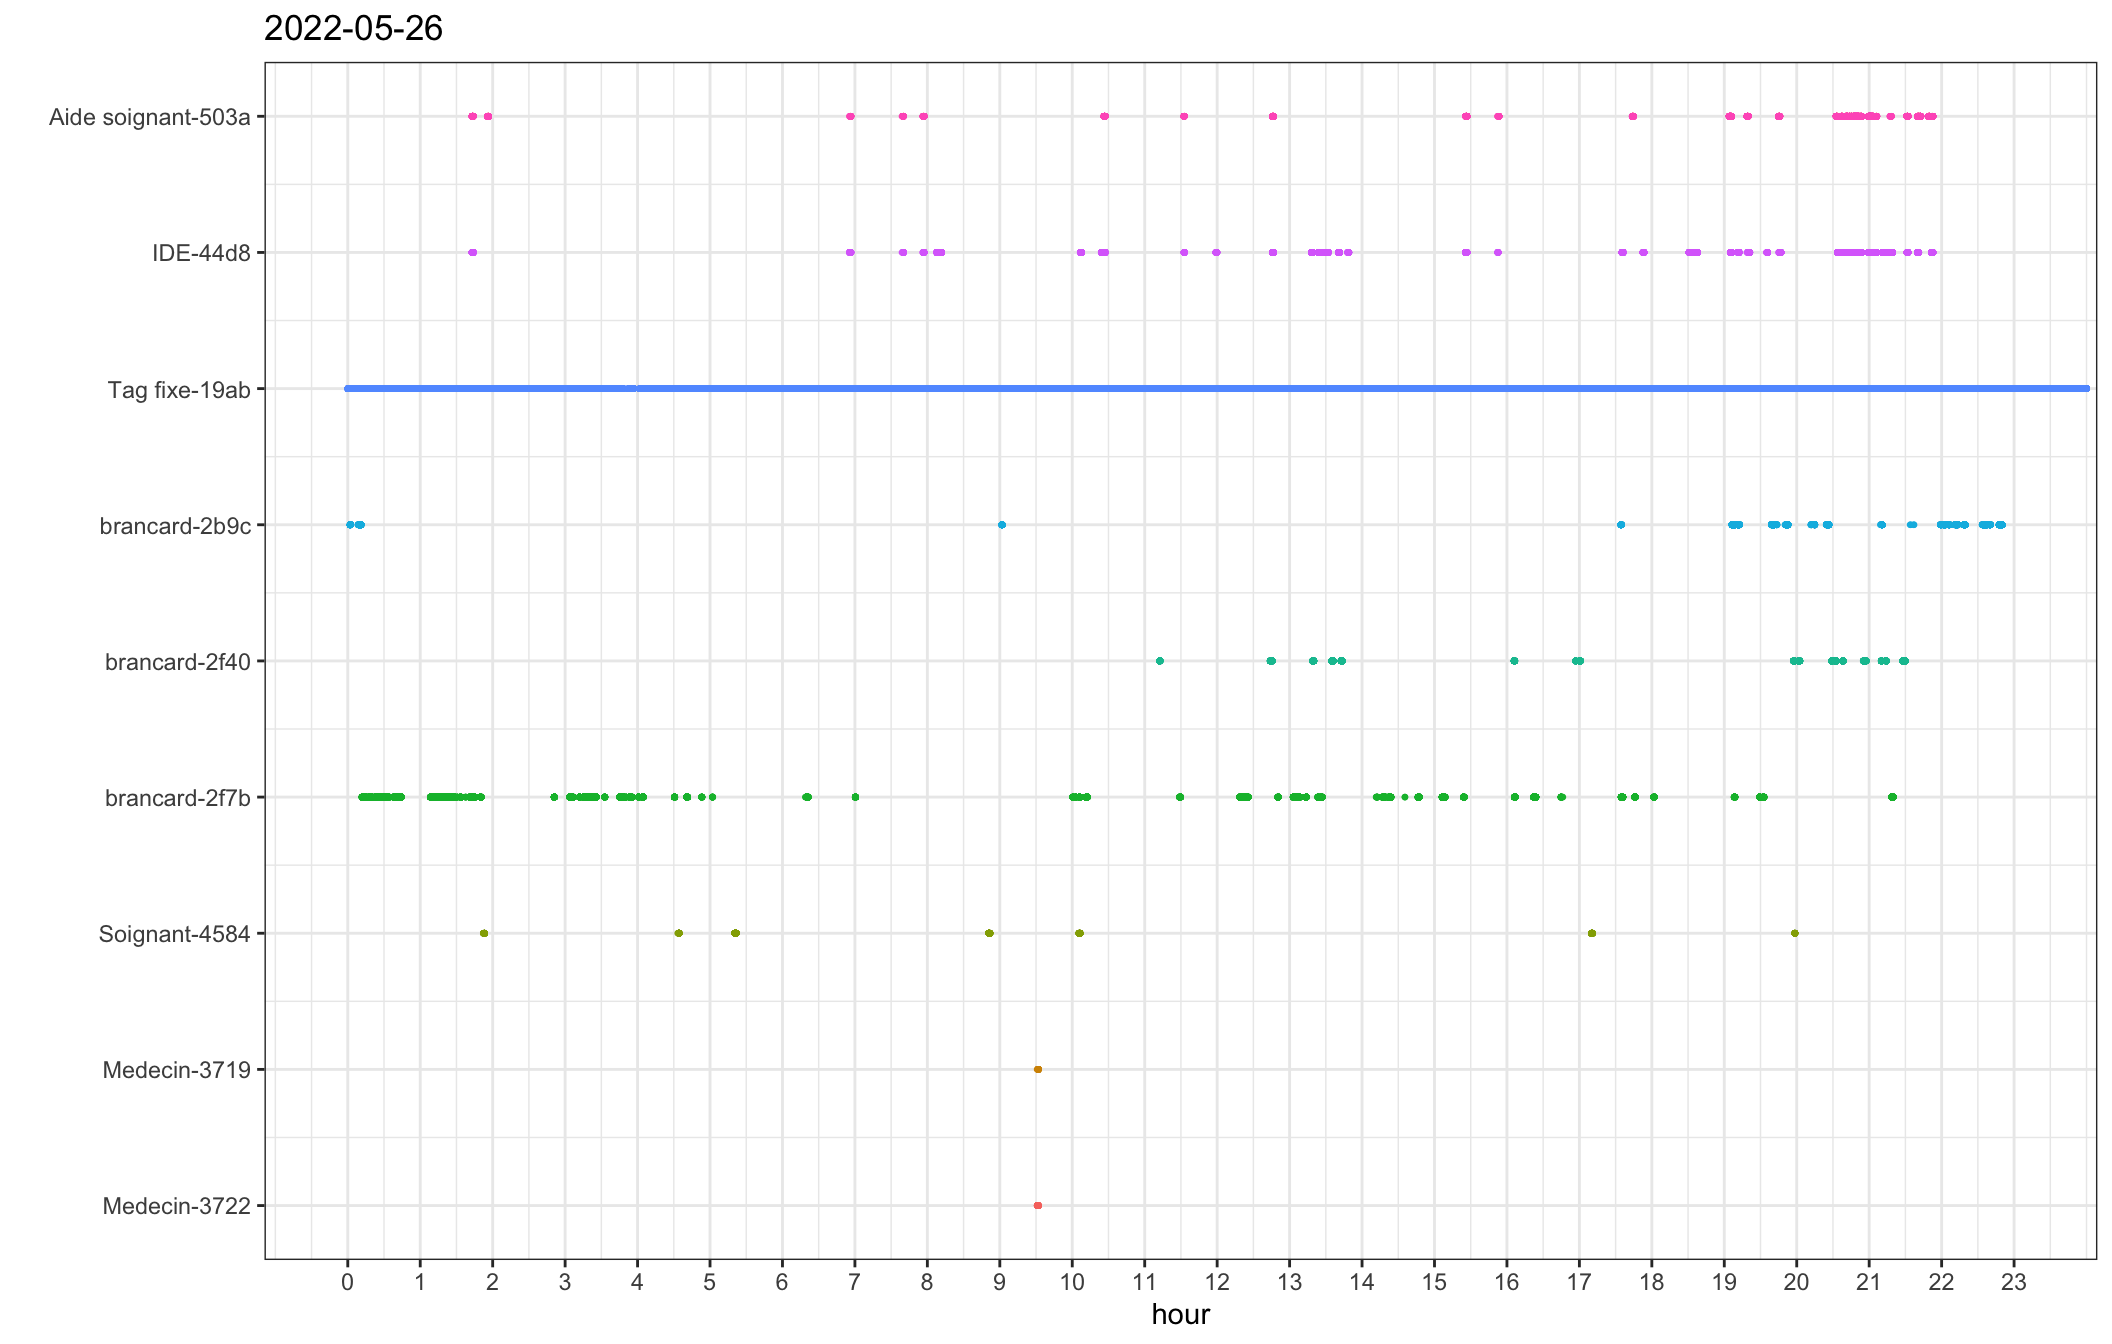 2022-05-26
Aide soignant-503a
IDE-44d8
Tag fixe-19ab
brancard-2b9c
brancard-2f40
brancard-2f7b
Soignant-4584
Medecin-3719
Medecin-3722
0 1 2 3 4 5 6 7 8 9 10 11 12 13 14 15 16 17 18 19 20 21 22 23
hour